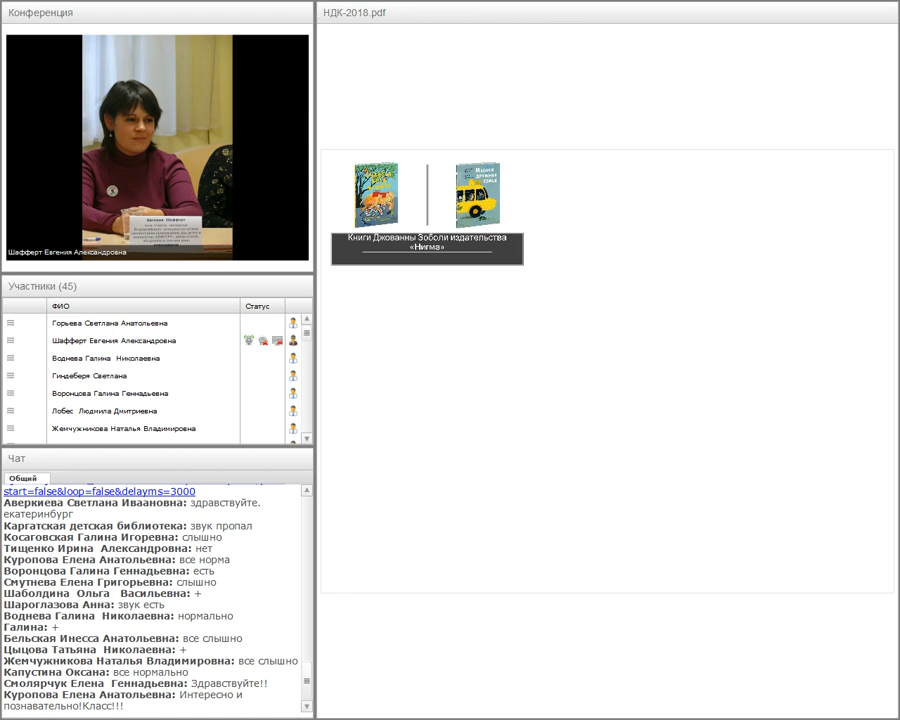 Конференция
Шафферт Евгения Александровна
Участники (45)
ФИО
Статус
Горьева Светлана Анатольевна
Шафферт Евгения Александровна
Воднева Галина Николаевна
Гиндеберя Светлана
Воронцова Галина Геннадьевна
Лобес Людмила Дмитриевна
Жемчужникова Наталья Владимировна
Чат
Общий
start=false&loop=false&delayms=3000
Аверкиева Светлана Иваановна: здравствуйте.
екатеринбург
Каргатская детская библиотека: звук пропал
Косаговская Галина Игоревна: слышно
Тищенко Ирина Александровна: нет
Куропова Елена Анатольевна: все норма
Воронцова Галина Геннадьевна: есть
Смутнева Елена Григорьевна: слышно
Шаболдина Ольга Васильевна: +
Шароглазова Анна: звук есть
Воднева Галина Николаевна: нормально
Галина: +
Бельская Инесса Анатольевна: все слышно
Цыцова Татьяна Николаевна: +
Жемчужникова Наталья Владимировна: все слышно
Капустина Оксана: все нормально
Смолярчук Елена Геннадьевна: Здравствуйте!!
Куропова Елена Анатольевна: Интересно и
познавательно!Класс!!!
НДК-2018.pdf
Книги Джованны Зоболи издательства
«Нигма»